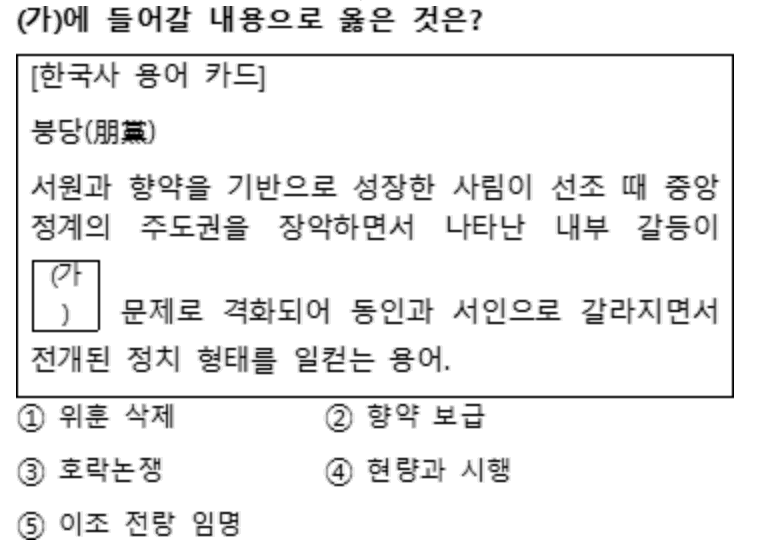 (가)에 들어갈 내용으로 옳은 것은?
[한국사 용어 카드]
붕당(朋黨)
서원과 향약을 기반으로 성장한 사림이 선조 때 중앙
정계의 주도권을 장악하면서 나타난 내부 갈등이
(가
) 문제로 격화되어 동인과 서인으로 갈라지면서
전개된 정치 형태를 일컫는 용어.
① 위훈 삭제 ② 향약 보급
③ 호락논쟁 ④ 현량과 시행
⑤ 이조 전랑 임명